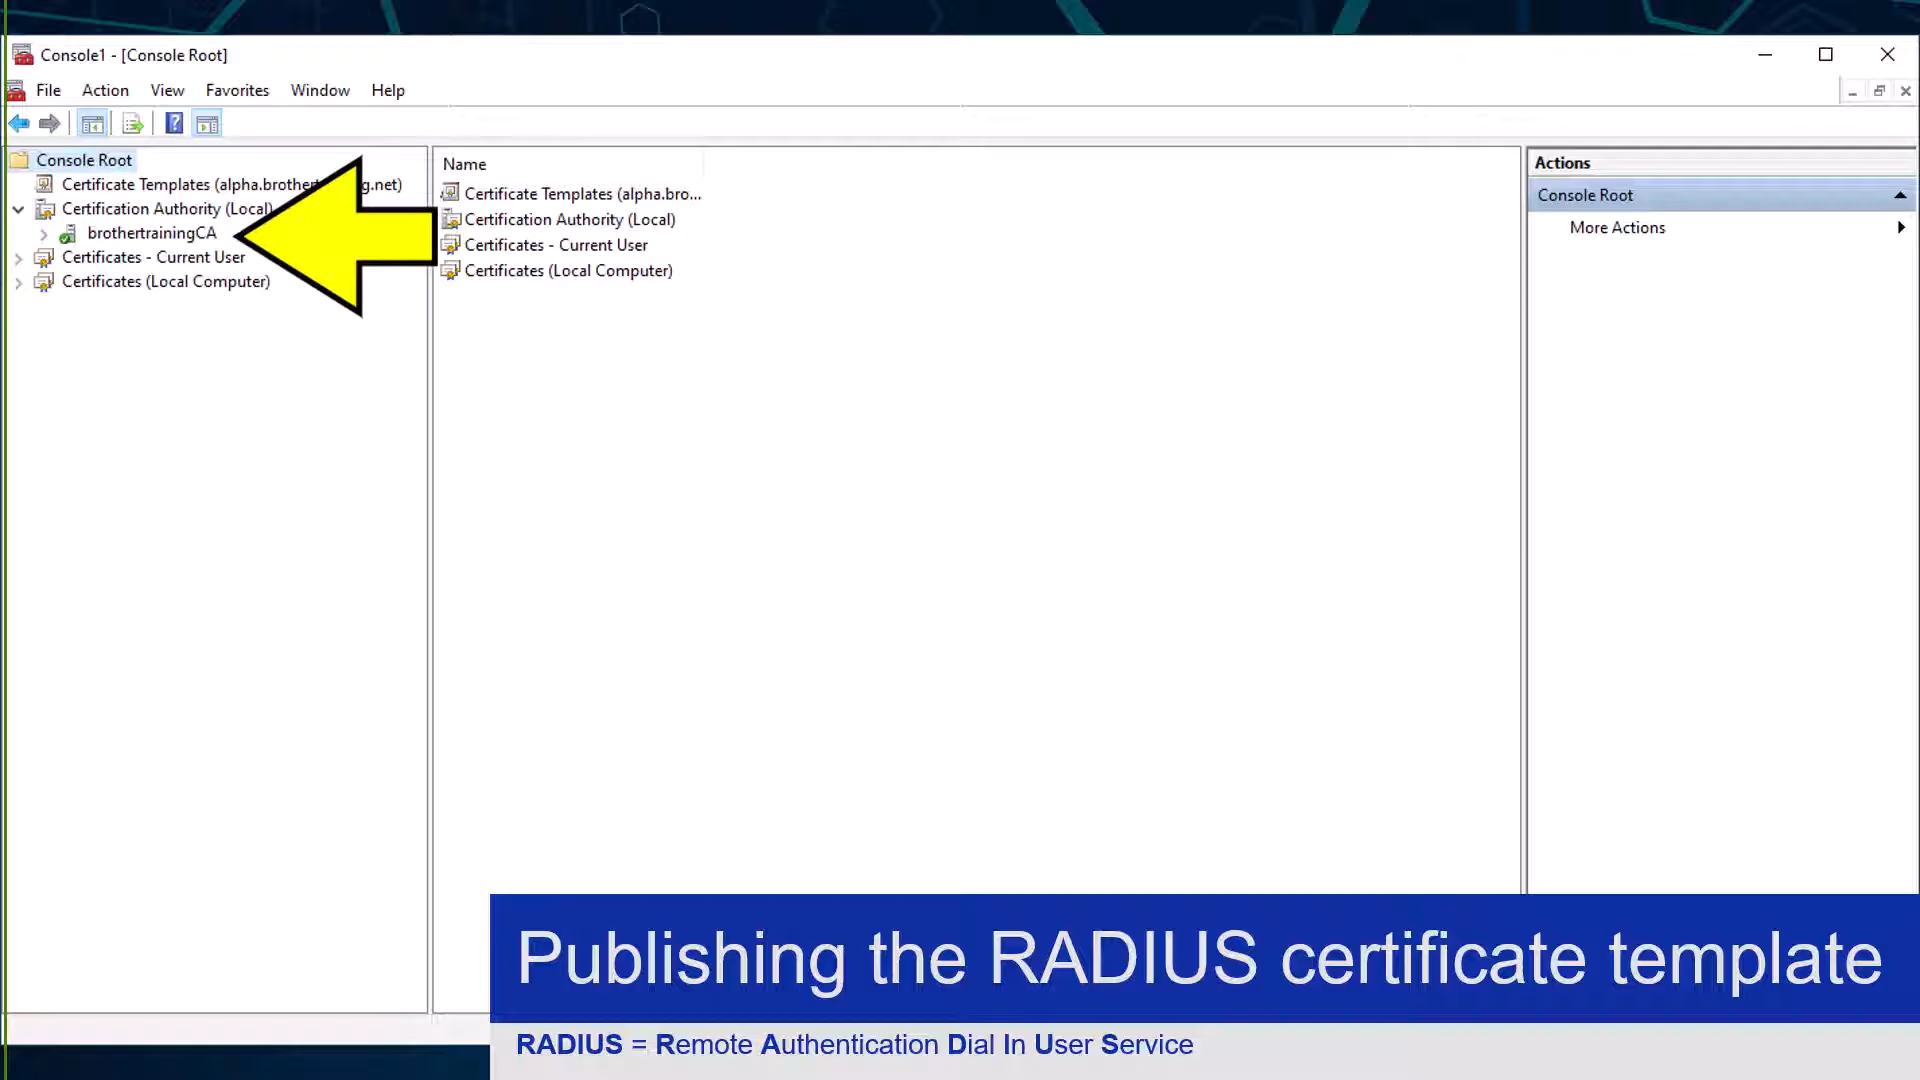 Console1 - [Console Root]
File Action View Favorites Window Help
Console Root
Certificate Templates (alpha.brothert g.net)
Certification Authority (Local)
brothertrainingCA
Certificates - Current User
Certificates (Local Computer)
Name
Certificate Templates (alpha.bro...
Certification Authority (Local)
Certificates - Current User
Certificates (Local Computer)
Actions
Console Root
More Actions
Publishing the RADIUS certificate template
RADIUS = Remote Authentication Dial In User Service